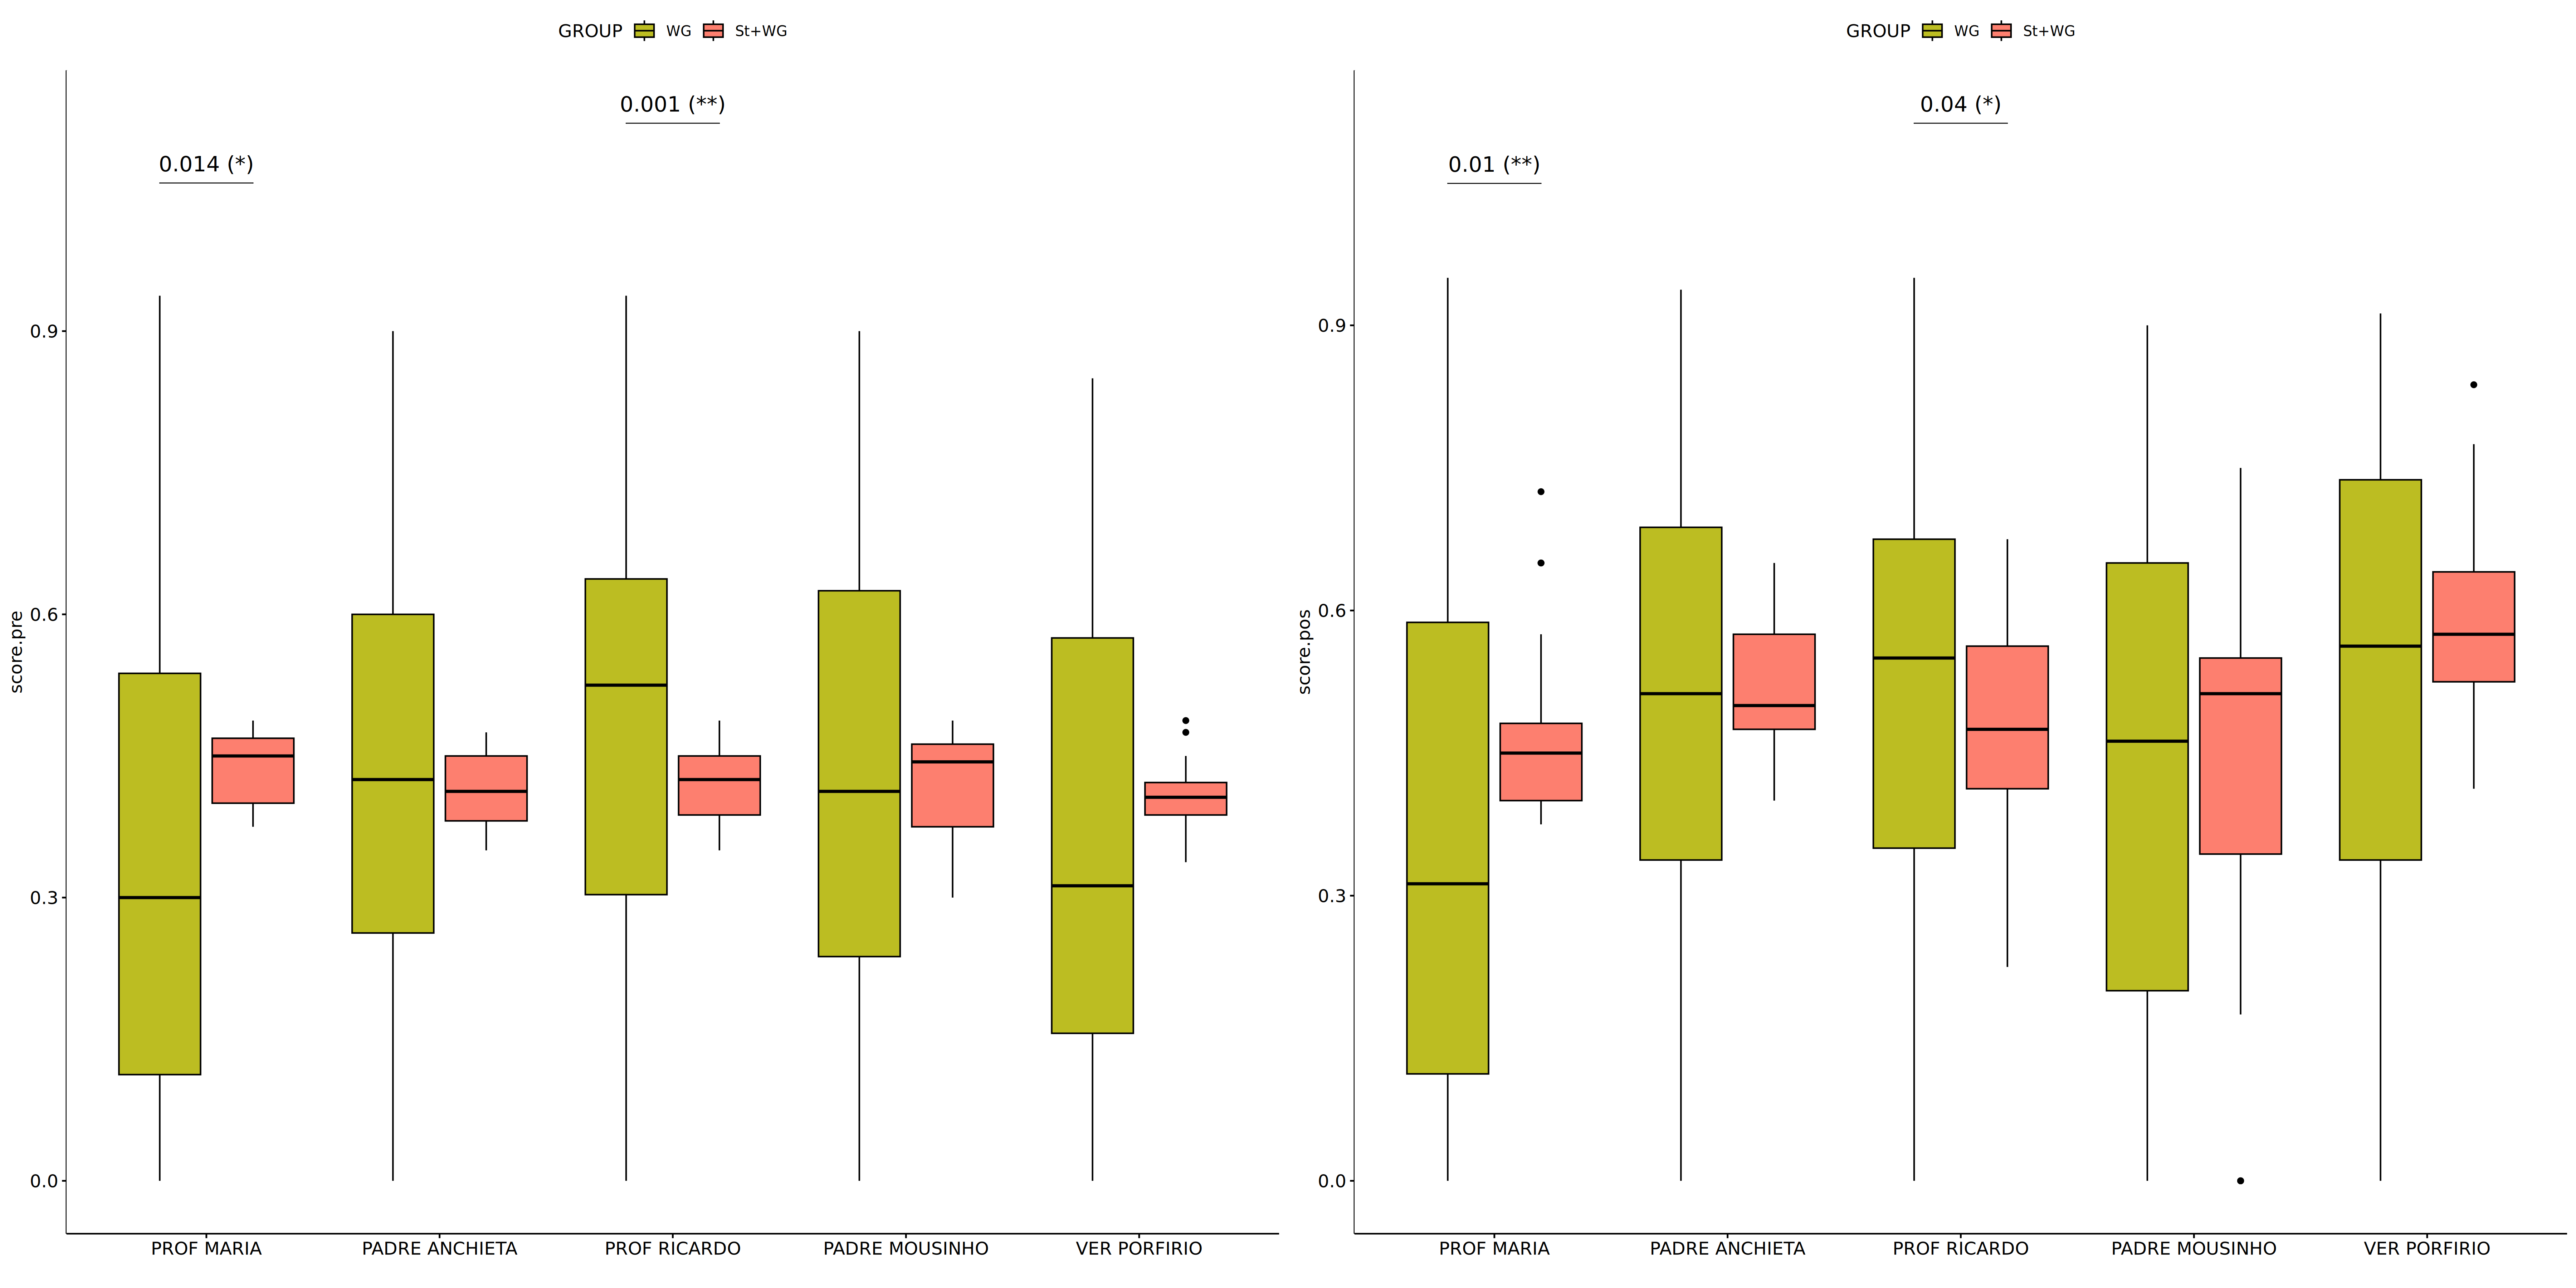 GROUP WG St+WG
0.001 (**)
0.014 (*)
score.pre
0.9
0.6
0.3
0.0
PROF MARIA PADRE ANCHIETA PROF RICARDO PADRE MOUSINHO VER PORFIRIO
GROUP WG St+WG
0.04 (*)
0.01 (**)
score.pos
0.9
0.6
0.3
0.0
PROF MARIA PADRE ANCHIETA PROF RICARDO PADRE MOUSINHO VER PORFIRIO